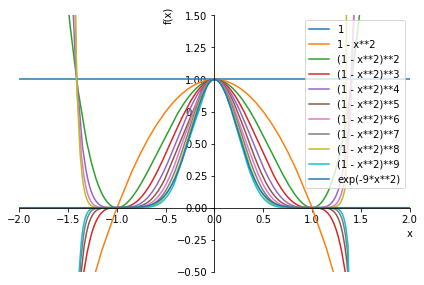 f(x)
1.50
1.25
1.00
0.75
0.50
0.25
0.00
−0.25
−0.50
−2.0 −1.5 −1.0 −0.5 0.0 0.5 1.0 1.5 2.0
x
1
1 - x**2
(1 - x**2)**2
(1 - x**2)**3
(1 - x**2)**4
(1 - x**2)**5
(1 - x**2)**6
(1 - x**2)**7
(1 - x**2)**8
(1 - x**2)**9
exp(-9*x**2)